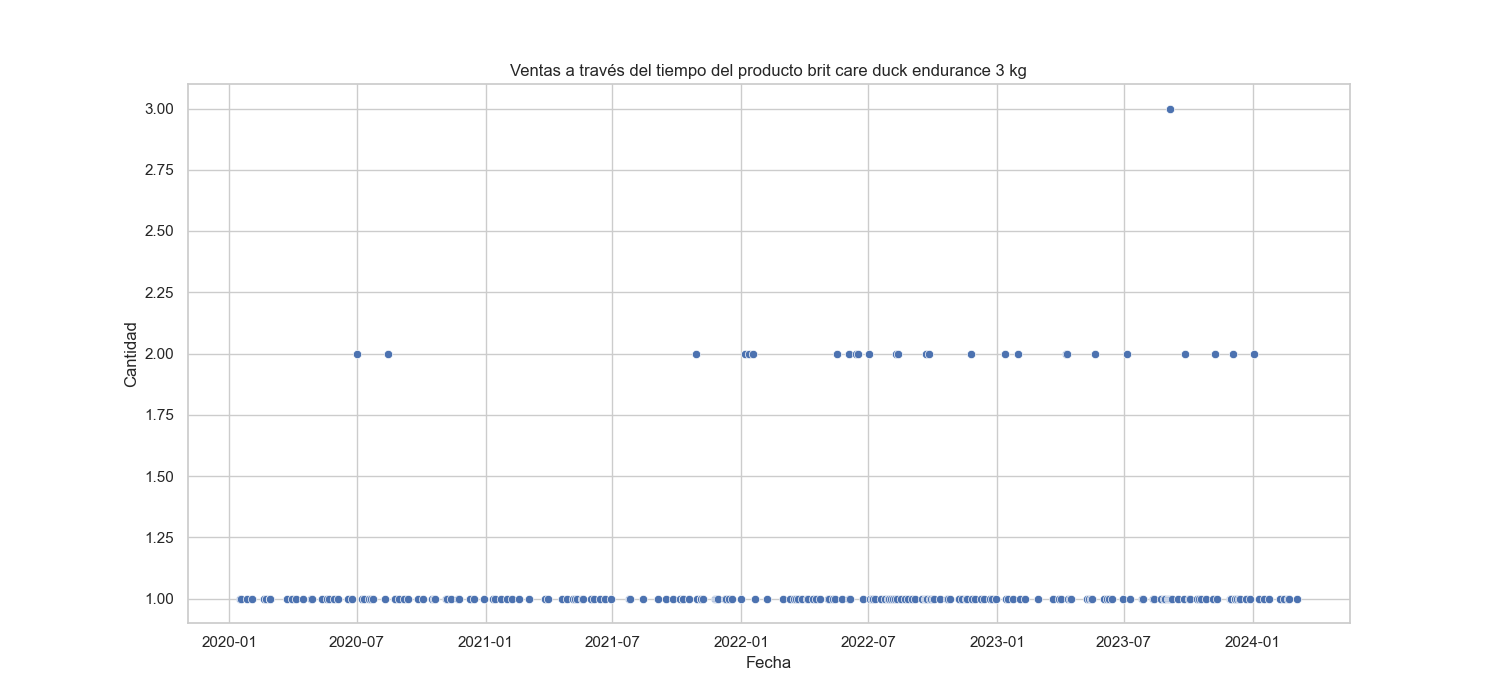 Ventas a través del tiempo del producto brit care duck endurance 3 kg
3.00
2.75
2.50
2.25
2.00
1.75
1.50
1.25
1.00
Cantidad
2020-01 2020-07 2021-01 2021-07 2022-01 2022-07 2023-01 2023-07 2024-01
Fecha